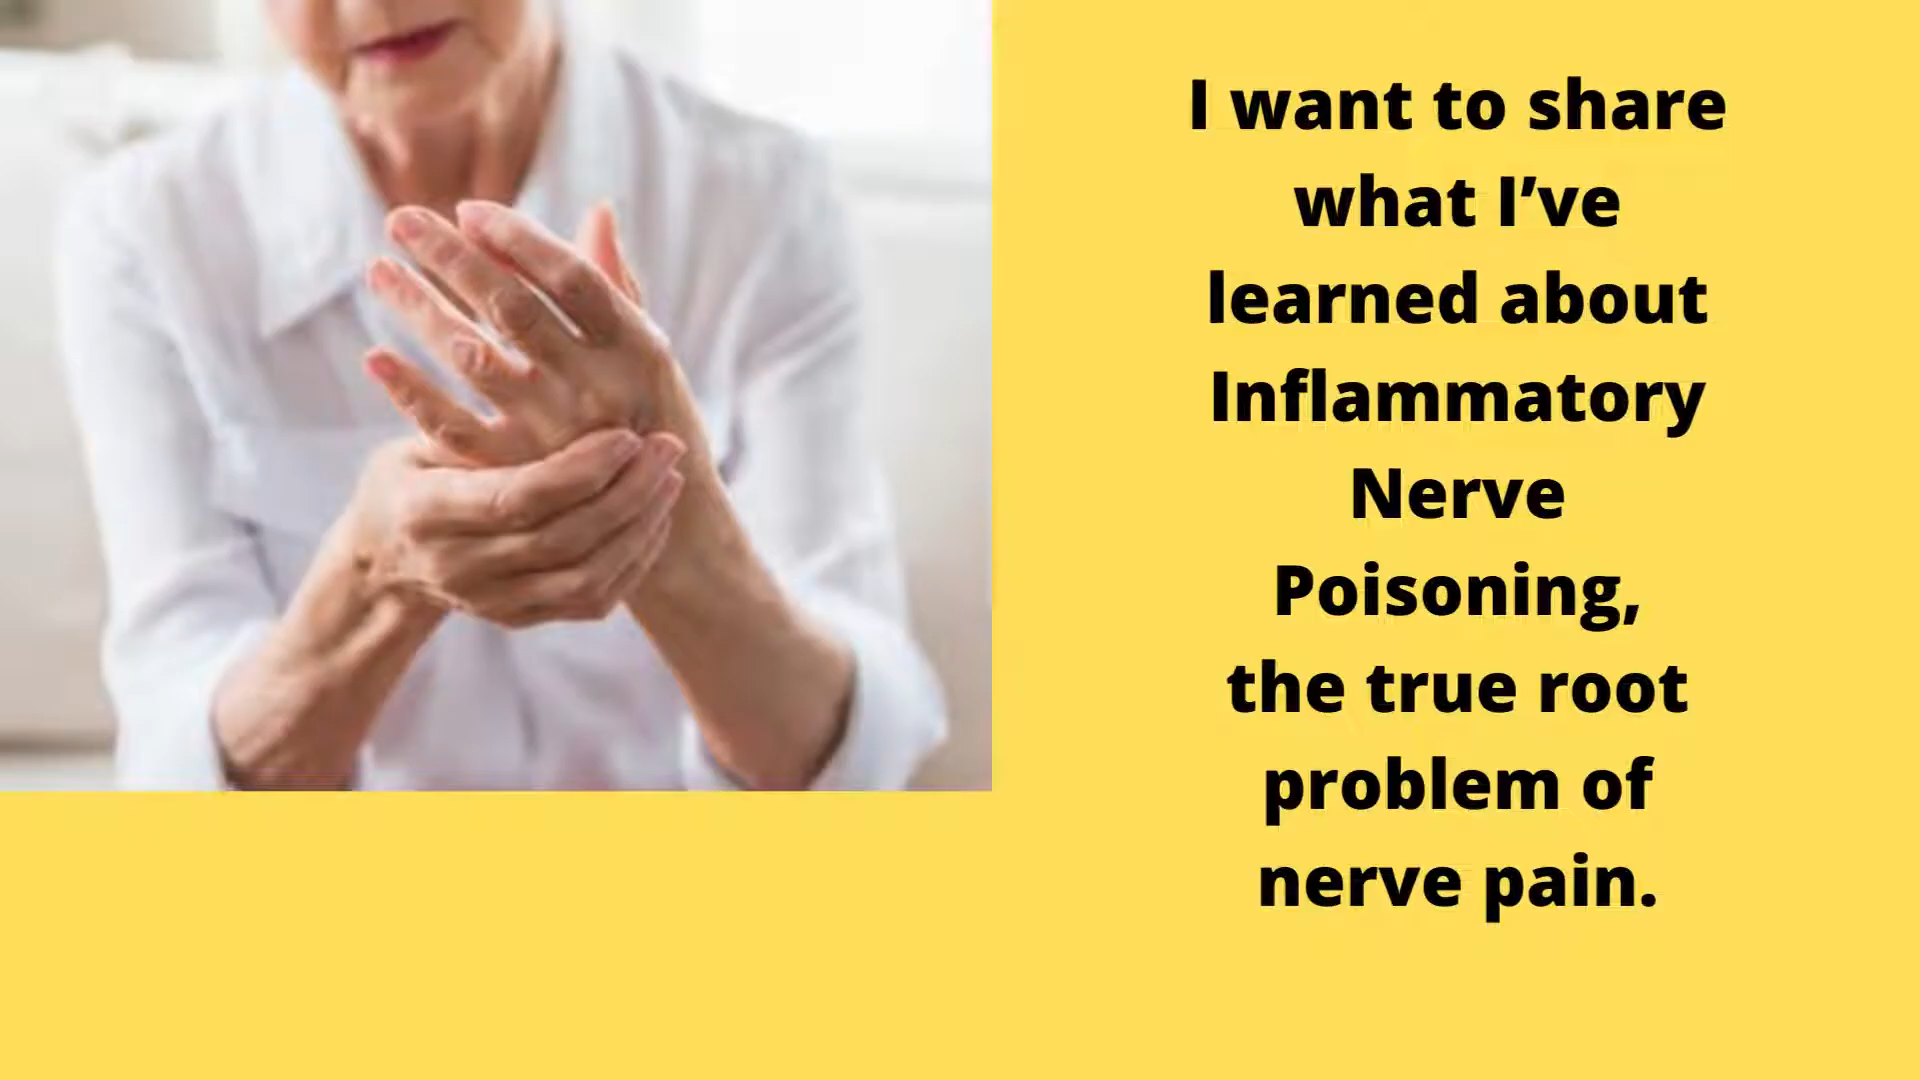 I want to share
what I’ve
learned about
Inflammatory
Nerve
Poisoning,
the true root
problem of
nerve pain.